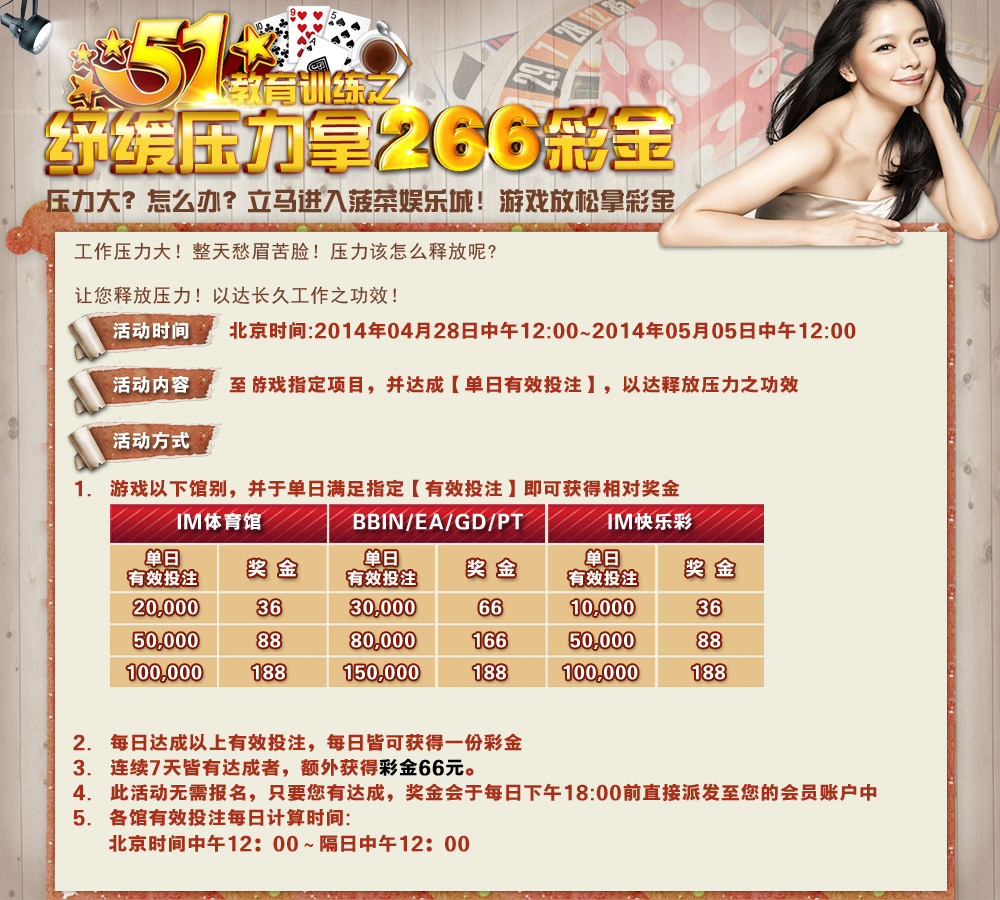 51教育训练之
纾缓压力拿266彩金
压力大？怎么办？立马进入菠菜娱乐城！游戏放松拿彩金
工作压力大！整天愁眉苦脸！压力该怎么释放呢？
让您释放压力！以达长久工作之功效！
活动时间 北京时间:2014年04月28日中午12:00~2014年05月05日中午12:00
活动内容 至游戏指定项目，并达成【单日有效投注】，以达释放压力之功效
活动方式
1. 游戏以下馆别，并于单日满足指定【有效投注】即可获得相对奖金
IM体育馆 BBIN/EA/GD/PT IM快乐彩
单日 单日 单日
有效投注 奖 金 有效投注 奖 金 有效投注 奖 金
20,000 36 30,000 66 10,000 36
50,000 88 80,000 166 50,000 88
100,000 188 150,000 188 100,000 188
2. 每日达成以上有效投注，每日皆可获得一份彩金
3. 连续7天皆有达成者，额外获得彩金66元。
4. 此活动无需报名，只要您有达成，奖金会于每日下午18:00前直接派发至您的会员账户中
5. 各馆有效投注每日计算时间:
北京时间中午12：00 ~ 隔日中午12：00